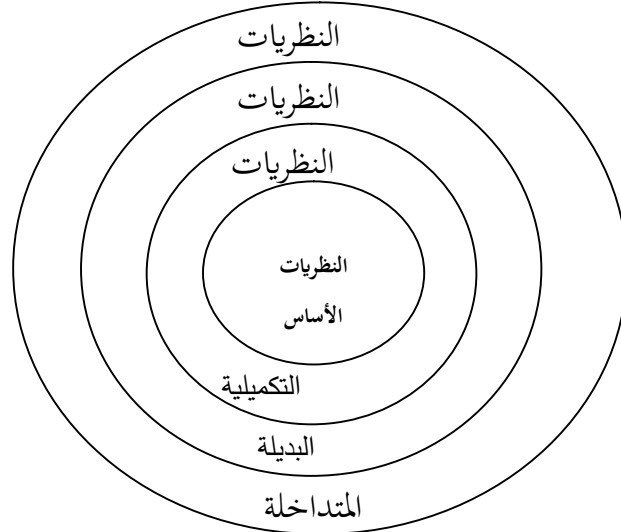 النظريات
النظريات
النظريات
النظريات
الأساس
التكميلية
البديلة
المتداخلة